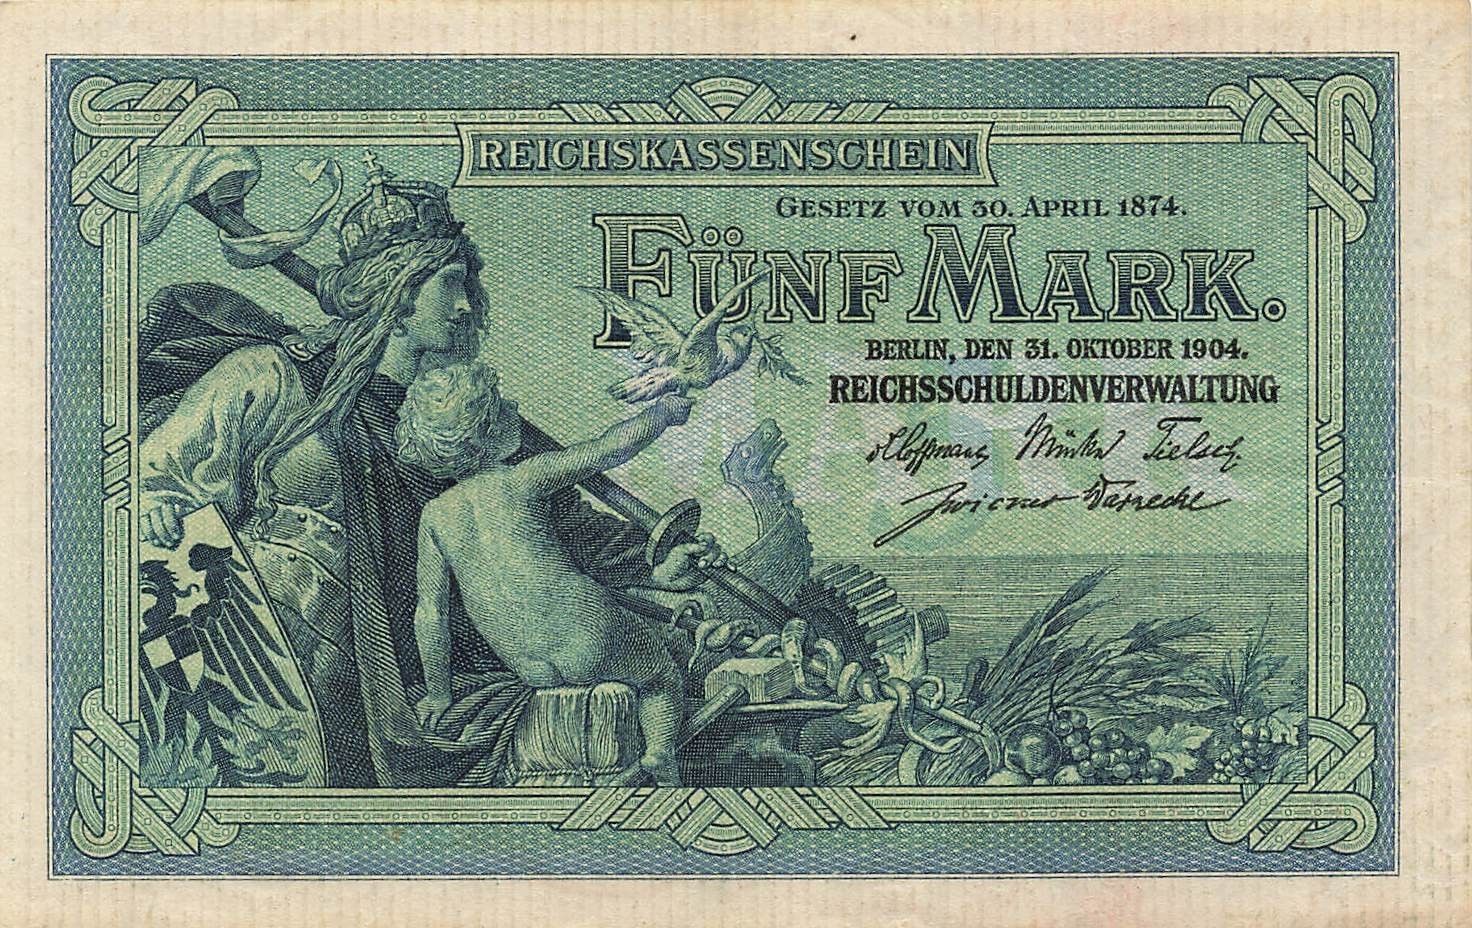 REICHSKASSENSCHEIN
GESETZ VOM 30. APRIL 1874.
FÜNF MARK.
BERLIN, DEN 31. OKTOBER 1904.
REICHSSCHULDENVERWALTUNG